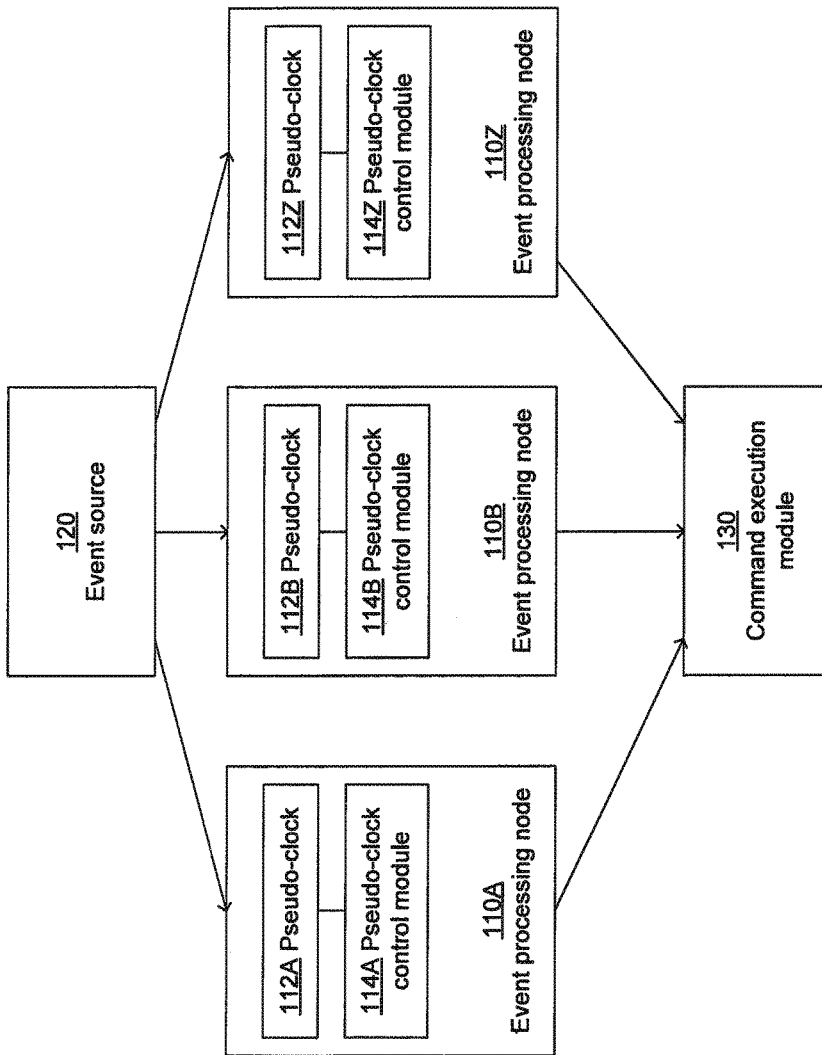 120
Event source
112A Pseudo-clock
114A Pseudo-clock
control module
110A
Event processing node
112B Pseudo-clock
114B Pseudo-clock
control module
110B
Event processing node
112Z Pseudo-clock
114Z Pseudo-clock
control module
110Z
Event processing node
130
Command execution
module